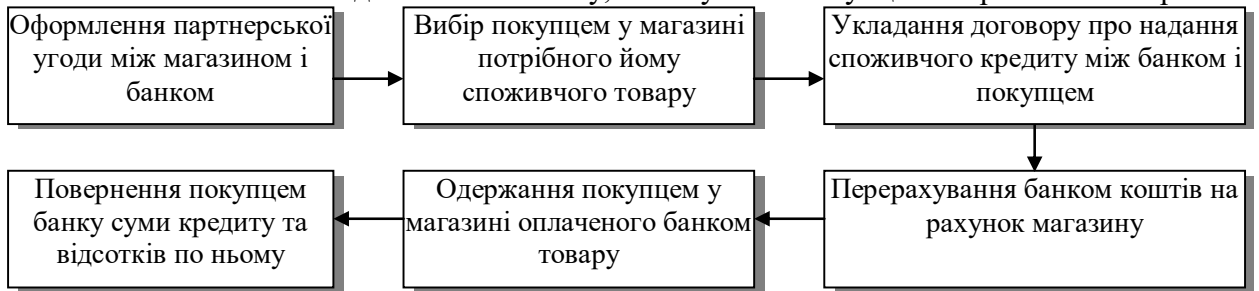 Оформлення партнерської
угоди між магазином і
банком
Вибір покупцем у магазині
потрібного йому
споживчого товару
Укладання договору про надання
споживчого кредиту між банком і
покупцем
Перерахування банком коштів на
рахунок магазину
Одержання покупцем у
магазині оплаченого банком
товару
Повернення покупцем
банку суми кредиту та
відсотків по ньому